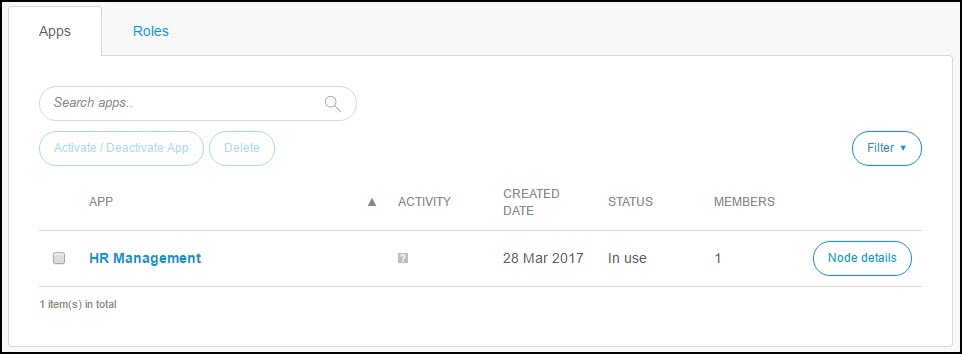 Apps Roles
Search apps..
Activate / Deactivate App Delete Filter ▼
APP ▲ ACTIVITY CREATED DATE STATUS MEMBERS
HR Management ? 28 Mar 2017 In use 1 Node details
1 item(s) in total